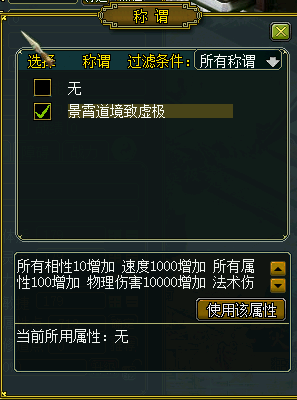 称谓
选择 称谓 过滤条件：所有称谓
无
景霄道境致虚极
所有相性10增加 速度1000增加 所有属
性100增加 物理伤害10000增加 法术伤
使用该属性
当前所用属性：无